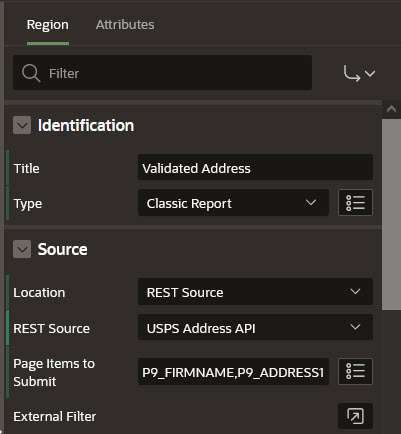 Region Attributes
Filter
Identification
Title Validated Address
Type Classic Report
Source
Location REST Source
REST Source USPS Address API
Page Items to
Submit P9_FIRMNAME,P9_ADDRESS1
External Filter